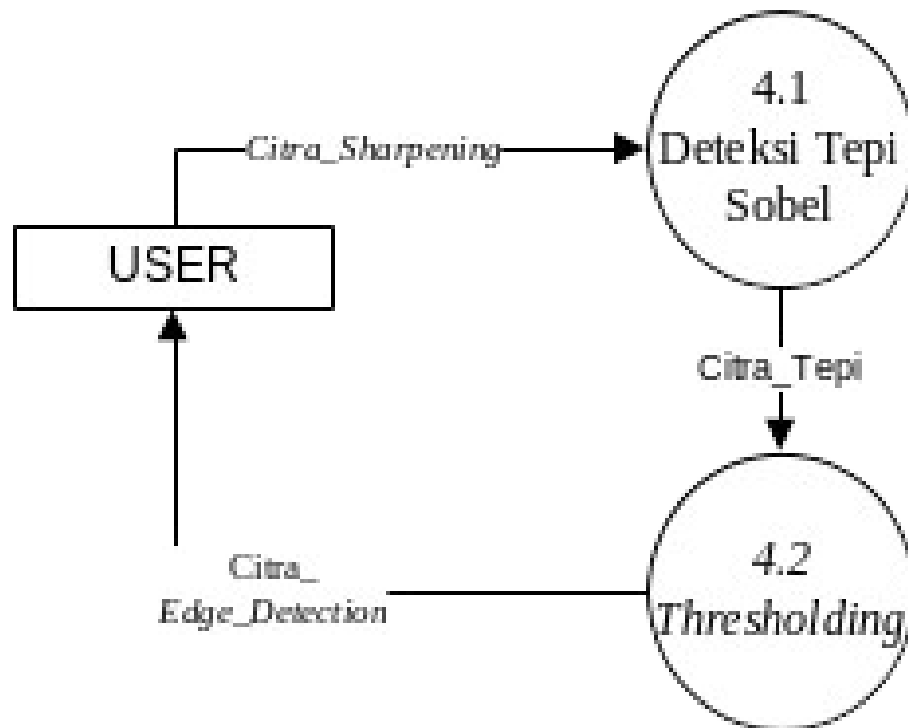 4.1
Deteksi Tepi
Sobel
Citra_Sharpening
USER
Citra_Tepi
4.2
Thresholding
Citra_
Edge_Detection